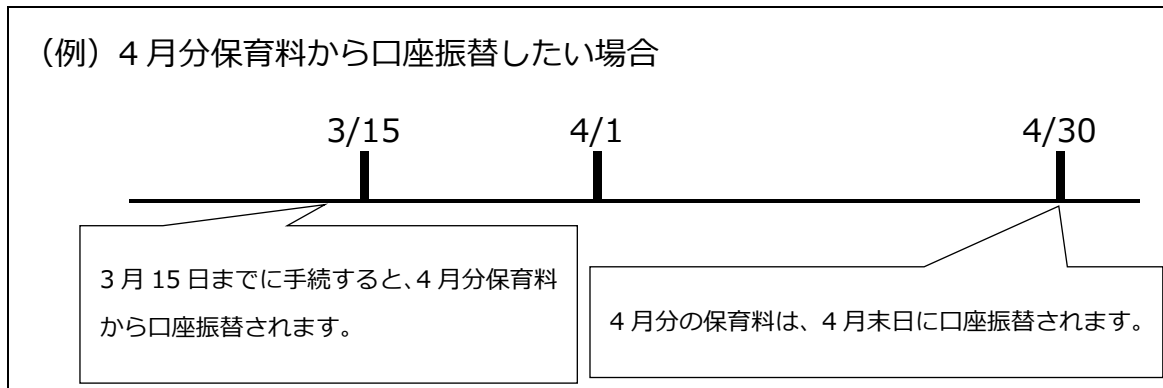 （例）４月分保育料から口座振替したい場合
3/15
4/1
4/30
３月 15 日までに手続すると、４月分保育料
から口座振替されます。
４月分の保育料は、４月末日に口座振替されます。